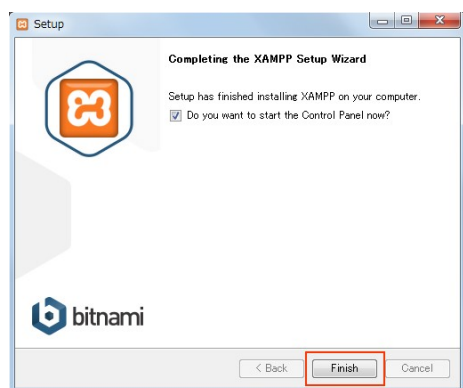 Setup
Completing the XAMPP Setup Wizard
Setup has finished installing XAMPP on your computer.
Do you want to start the Control Panel now?
bitnami
< Back
Finish
Cancel